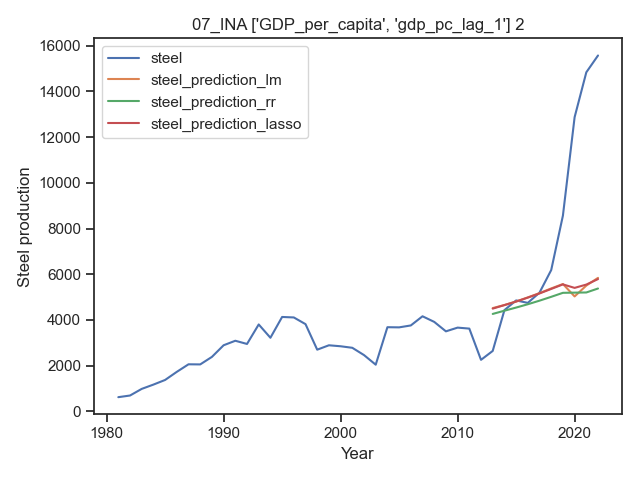 07_INA ['GDP_per_capita', 'gdp_pc_lag_1'] 2
16000
14000
12000
10000
8000
6000
4000
2000
0
Steel production
steel
steel_prediction_lm
steel_prediction_rr
steel_prediction_lasso
1980
1990
2000
2010
2020
Year